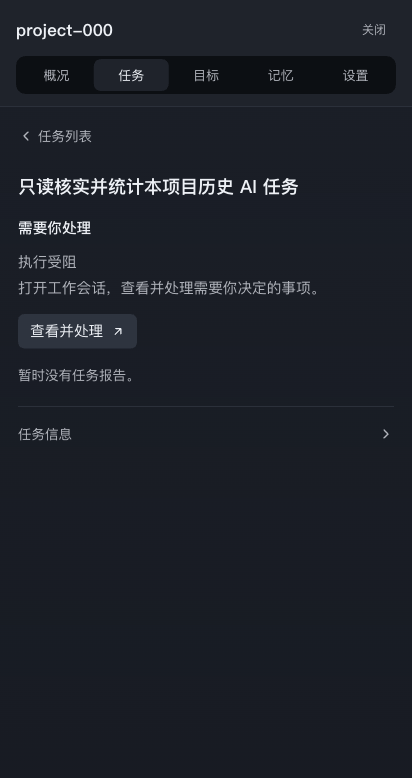 project-000
关闭
概况
任务
目标
记忆
设置
任务列表
只读核实并统计本项目历史 AI 任务
需要你处理
执行受阻
打开工作会话，查看并处理需要你决定的事项。
查看并处理
暂时没有任务报告。
任务信息